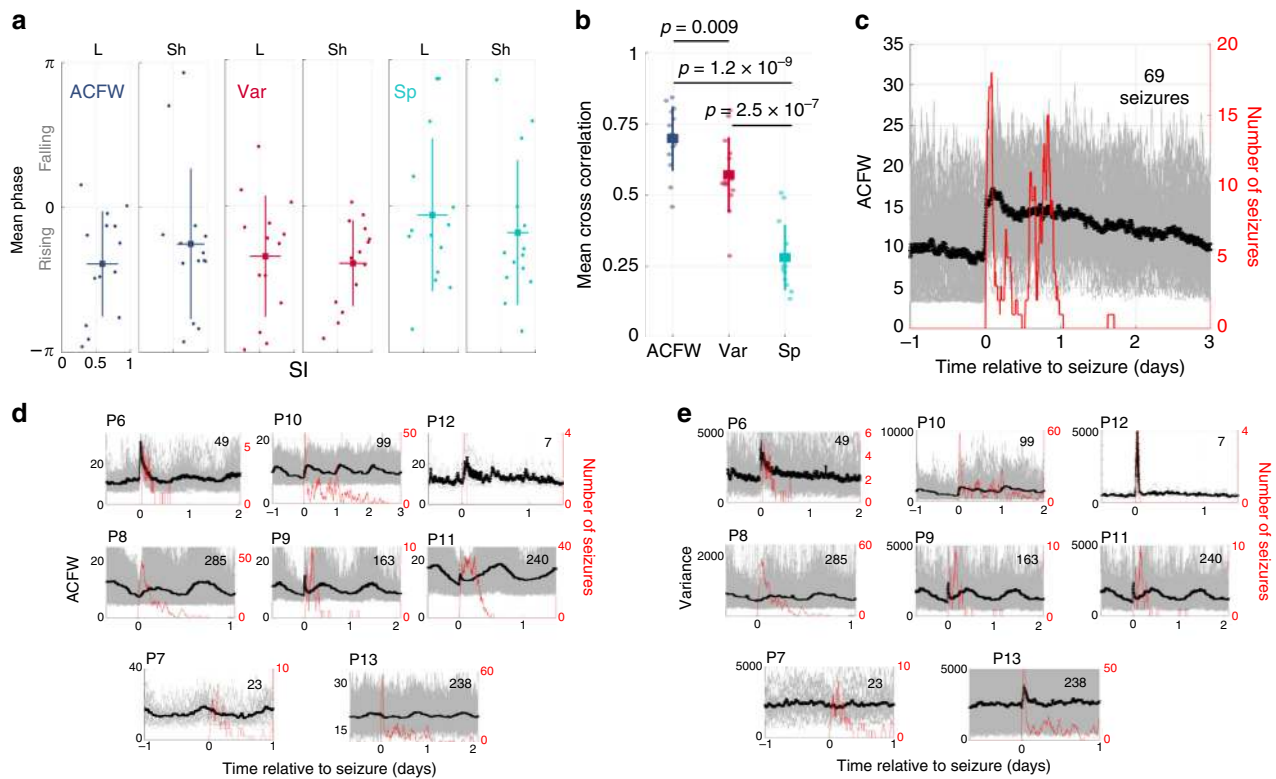 a
L Sh L Sh L Sh
π
ACFW Var Sp
Falling
Mean phase
0
Rising
−π
0 0.5 1
SI
b
p = 0.009
1
p = 1.2 × 10−9
p = 2.5 × 10−7
0.75
Mean cross correlation
0.5
0.25
0
ACFW Var Sp
c
35 20
69
seizures
30
25 15
20
ACFW
Number of seizures
15 10
10
5 5
0 0
−1 0 1 2 3
Time relative to seizure (days)
d
P6 P10 P12
49 99 7
20 5 20 50 20 4
0 0 0 0 0 0
0 1 2 −1 0 1 2 3 0 1
Number of seizures
P8 P9 P11
285 163 240
20 50 20 10 20 40
ACFW
0 0 0 0 0 0
0 1 0 1 2 0 1
P7 P13
40 10 30 60
23 238
15
0 0 0
−1 0 1 0 1 2
Time relative to seizure (days)
e
P6 P10 P12
5000 6 10000 60 5000 4
49 99 7
4
2
0 0 0 0 0 0
0 1 2 −1 0 1 2 0 1
Number of seizures
P8 P9 P11
2000 60 5000 10 5000 10
285 163 240
Variance
0 0 0 0 0
0 1 0 1 2 0 1 2
P7 P13
5000 10 5000 50
23 238
0 0 0 0
−1 0 1 0 1
Time relative to seizure (days)